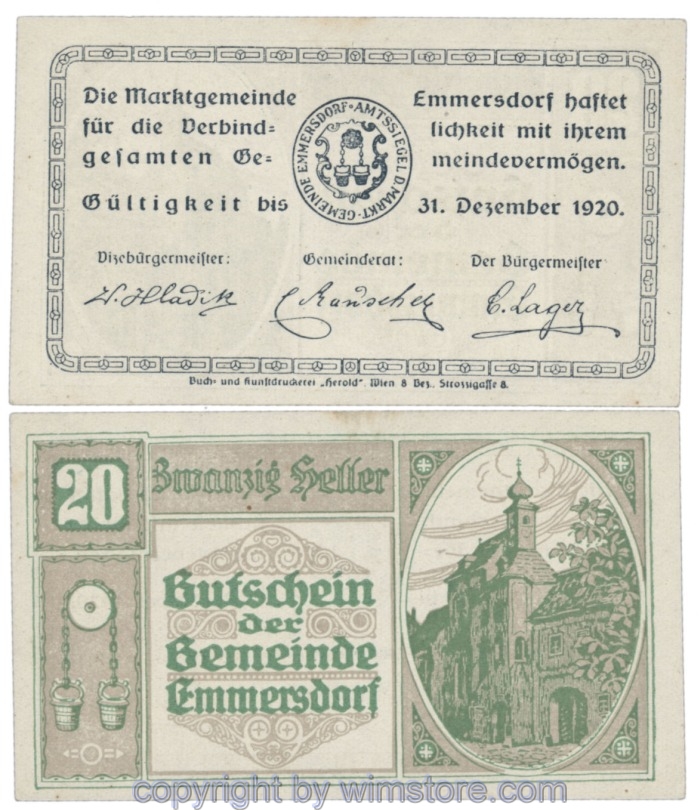 Die Marktgemeinde Emmersdorf haftet
für die Verbind= lichkeit mit ihrem
gesamten Ge= meindevermögen.
Gültigkeit bis 31. Dezember 1920.
GEMEINDE EMMERSDORF · AMTSSIEGEL D. MARKT-
Vizebürgermeister: Gemeinderat: Der Bürgermeister
Buch- und Kunstdruckerei „Herold“. Wien 8 Bez., Strozzigasse 8.
20 Zwanzig Heller
Gutschein
der
Gemeinde
Emmersdorf
copyright by wimstore.com